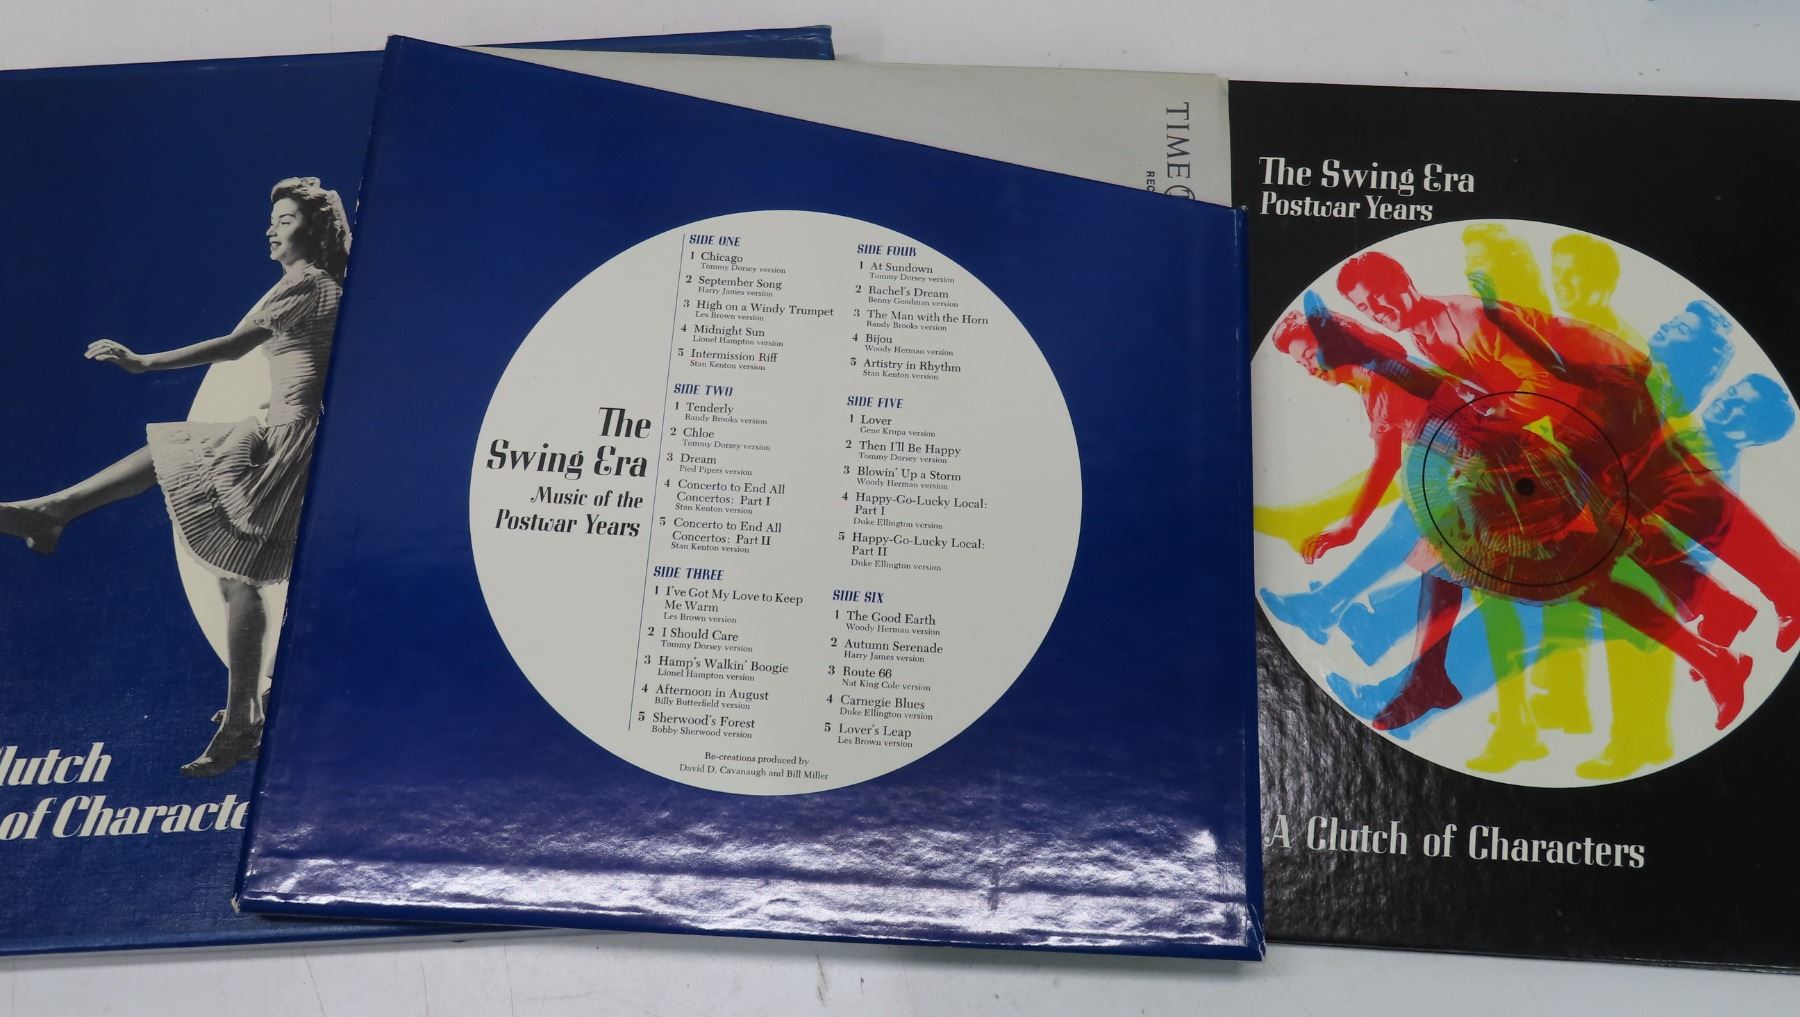 lutch
of Characte
TIME
REC
The
Swing Era
Music of the
Postwar Years
SIDE ONE
1 Chicago
Tommy Dorsey version
2 September Song
Harry James version
3 High on a Windy Trumpet
Les Brown version
4 Midnight Sun
Lionel Hampton version
5 Intermission Riff
Stan Kenton version
SIDE TWO
1 Tenderly
Randy Brooks version
2 Chloe
Tommy Dorsey version
3 Dream
Pied Pipers version
4 Concerto to End All
Concertos: Part I
Stan Kenton version
5 Concerto to End All
Concertos: Part II
Stan Kenton version
SIDE THREE
1 I've Got My Love to Keep
Me Warm
Les Brown version
2 I Should Care
Tommy Dorsey version
3 Hamp's Walkin' Boogie
Lionel Hampton version
4 Afternoon in August
Billy Butterfield version
5 Sherwood's Forest
Bobby Sherwood version
SIDE FOUR
1 At Sundown
Tommy Dorsey version
2 Rachel's Dream
Benny Goodman version
3 The Man with the Horn
Randy Brooks version
4 Bijou
Woody Herman version
5 Artistry in Rhythm
Stan Kenton version
SIDE FIVE
1 Lover
Gene Krupa version
2 Then I'll Be Happy
Tommy Dorsey version
3 Blowin' Up a Storm
Woody Herman version
4 Happy-Go-Lucky Local:
Part I
Duke Ellington version
5 Happy-Go-Lucky Local:
Part II
Duke Ellington version
SIDE SIX
1 The Good Earth
Woody Herman version
2 Autumn Serenade
Harry James version
3 Route 66
Nat King Cole version
4 Carnegie Blues
Duke Ellington version
5 Lover's Leap
Les Brown version
Re-creations produced by
David D. Cavanaugh and Bill Miller
The Swing Era
Postwar Years
A Clutch of Characters